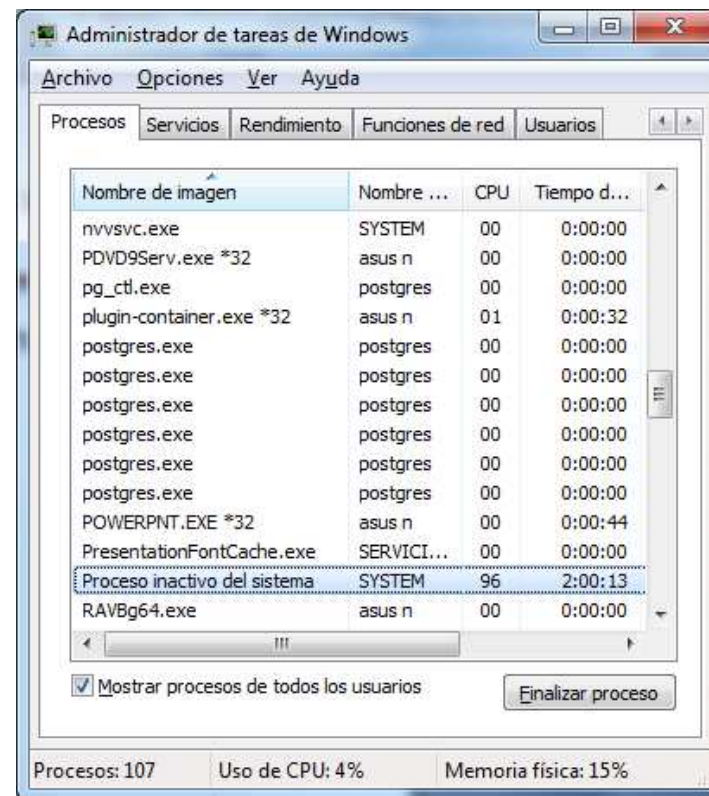 Administrador de tareas de Windows
Archivo Opciones Ver Ayuda
Procesos Servicios Rendimiento Funciones de red Usuarios
Nombre de imagen Nombre ... CPU Tiempo d...
nvvsvc.exe SYSTEM 00 0:00:00
PDVD9Serv.exe *32 asus n 00 0:00:00
pg_ctl.exe postgres 00 0:00:00
plugin-container.exe *32 asus n 01 0:00:32
postgres.exe postgres 00 0:00:00
postgres.exe postgres 00 0:00:00
postgres.exe postgres 00 0:00:00
postgres.exe postgres 00 0:00:00
postgres.exe postgres 00 0:00:00
postgres.exe postgres 00 0:00:00
POWERPNT.EXE *32 asus n 00 0:00:44
PresentationFontCache.exe SERVICI... 00 0:00:00
Proceso inactivo del sistema SYSTEM 96 2:00:13
RAVBg64.exe asus n 00 0:00:00
Mostrar procesos de todos los usuarios Finalizar proceso
Procesos: 107 Uso de CPU: 4% Memoria física: 15%